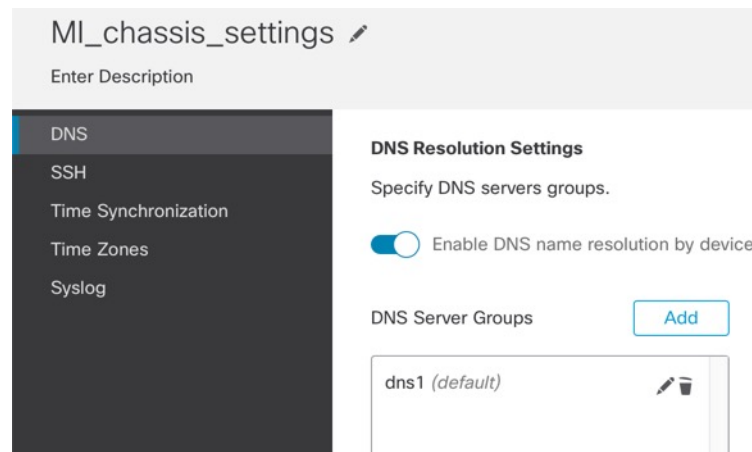 MI_chassis_settings
Enter Description
DNS
SSH
Time Synchronization
Time Zones
Syslog
DNS Resolution Settings
Specify DNS servers groups.
Enable DNS name resolution by device
DNS Server Groups
Add
dns1 (default)